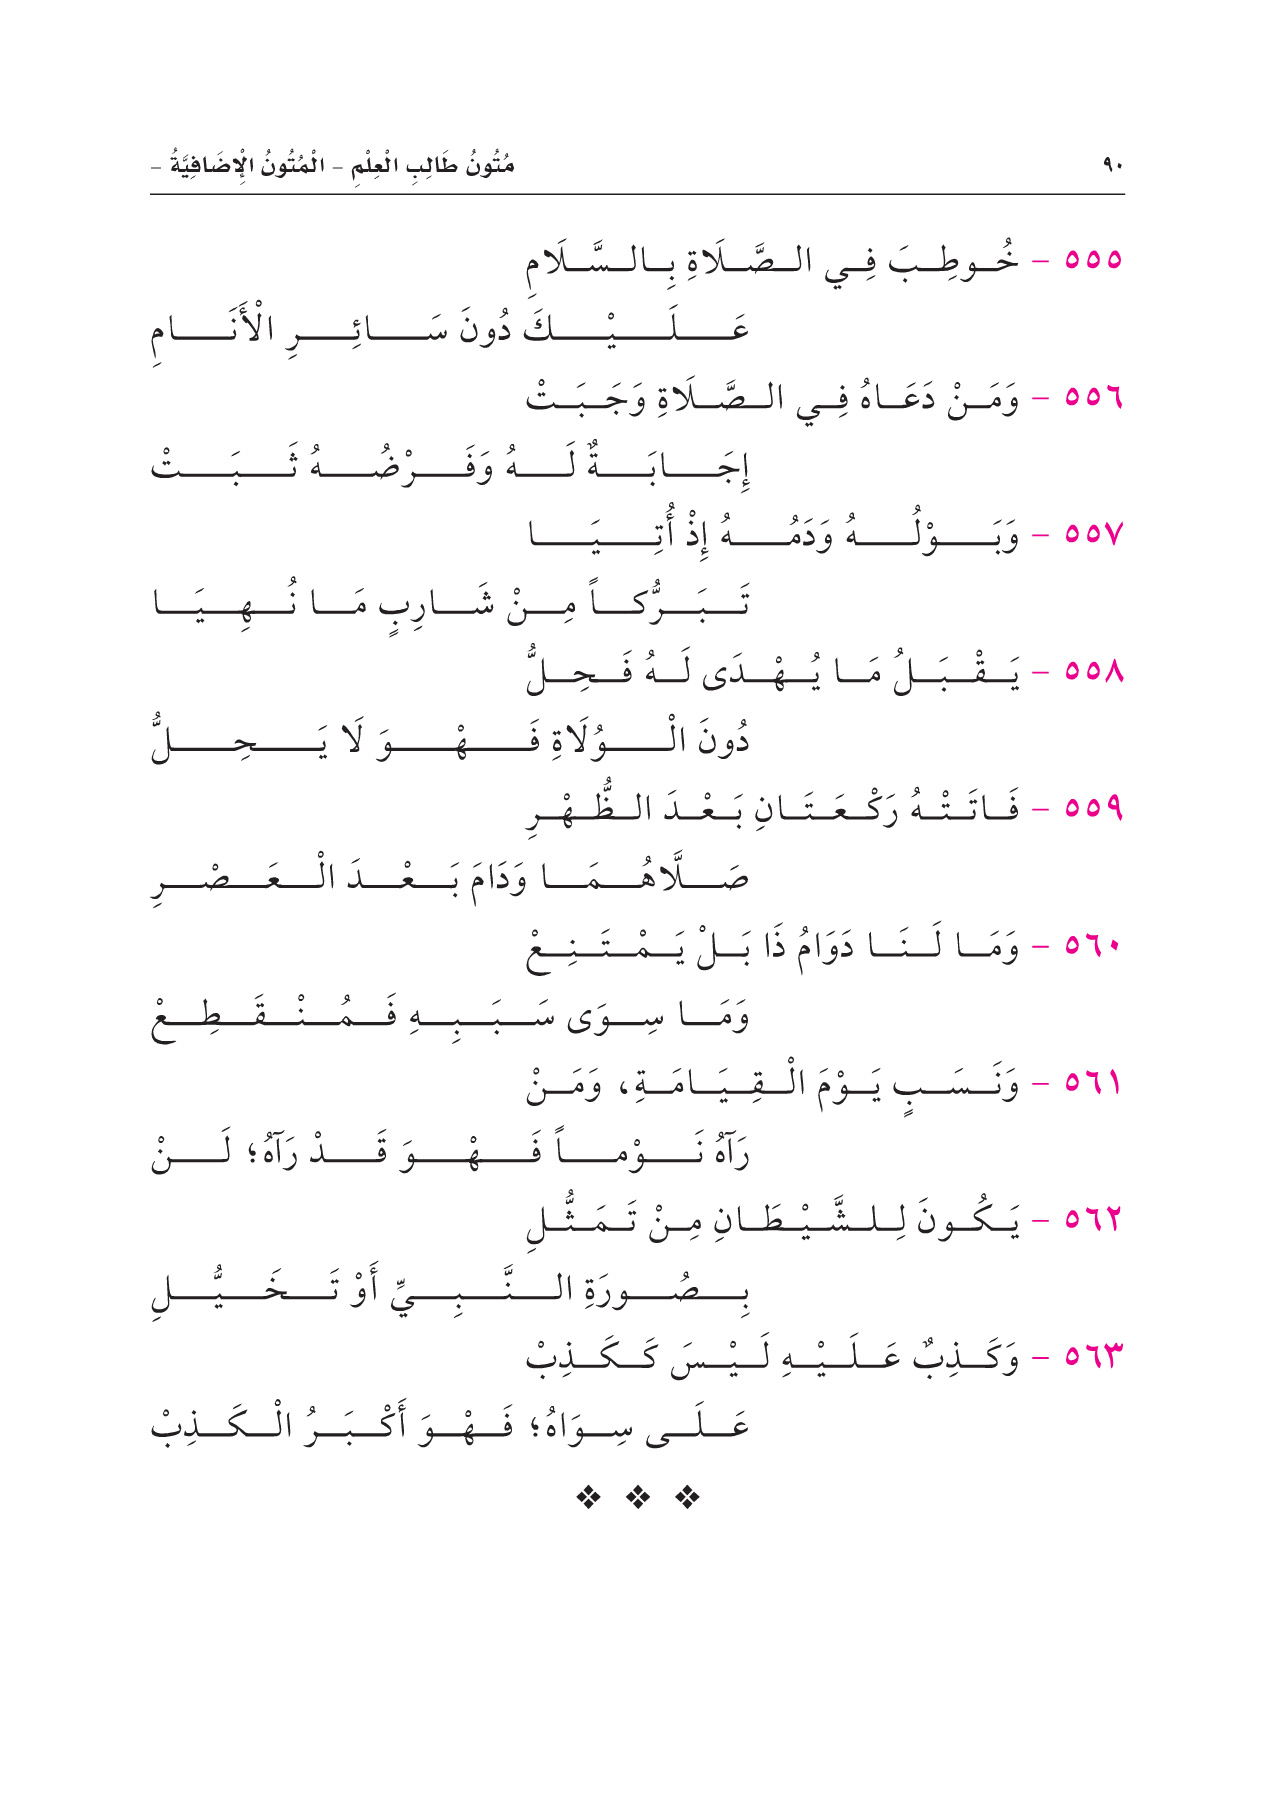 ٩٠ مُتُونُ طَالِبِ الْعِلْمِ - الْمُتُونُ الْإِضَافِيَّةُ -
٥٥٥ - خُوطِبَ فِي الصَّلَاةِ بِالسَّلَامِ
عَلَيْكَ دُونَ سَائِرِ الْأَنَامِ
٥٥٦ - وَمَنْ دَعَاهُ فِي الصَّلَاةِ وَجَبَتْ
إِجَابَةٌ لَهُ وَفَرْضُهُ ثَبَتْ
٥٥٧ - وَبَوْلُهُ وَدَمُهُ إِذْ أُتِيَا
تَبَرُّكاً مِنْ شَارِبٍ مَا نُهِيَا
٥٥٨ - يَقْبَلُ مَا يُهْدَى لَهُ فَحِلُّ
دُونَ الْوُلَاةِ فَهْوَ لَا يَحِلُّ
٥٥٩ - فَاتَتْهُ رَكْعَتَانِ بَعْدَ الظُّهْرِ
صَلَّاهُمَا وَدَامَ بَعْدَ الْعَصْرِ
٥٦٠ - وَمَا لَنَا دَوَامُ ذَا بَلْ يَمْتَنِعْ
وَمَا سِوَى سَبَبِهِ فَمُنْقَطِعْ
٥٦١ - وَنَسَبٍ يَوْمَ الْقِيَامَةِ، وَمَنْ
رَآهُ نَوْماً فَهْوَ قَدْ رَآهُ؛ لَنْ
٥٦٢ - يَكُونَ لِلشَّيْطَانِ مِنْ تَمَثُّلِ
بِصُورَةِ النَّبِيِّ أَوْ تَخَيُّلِ
٥٦٣ - وَكَذِبٌ عَلَيْهِ لَيْسَ كَكَذِبْ
عَلَى سِوَاهُ؛ فَهْوَ أَكْبَرُ الْكَذِبْ